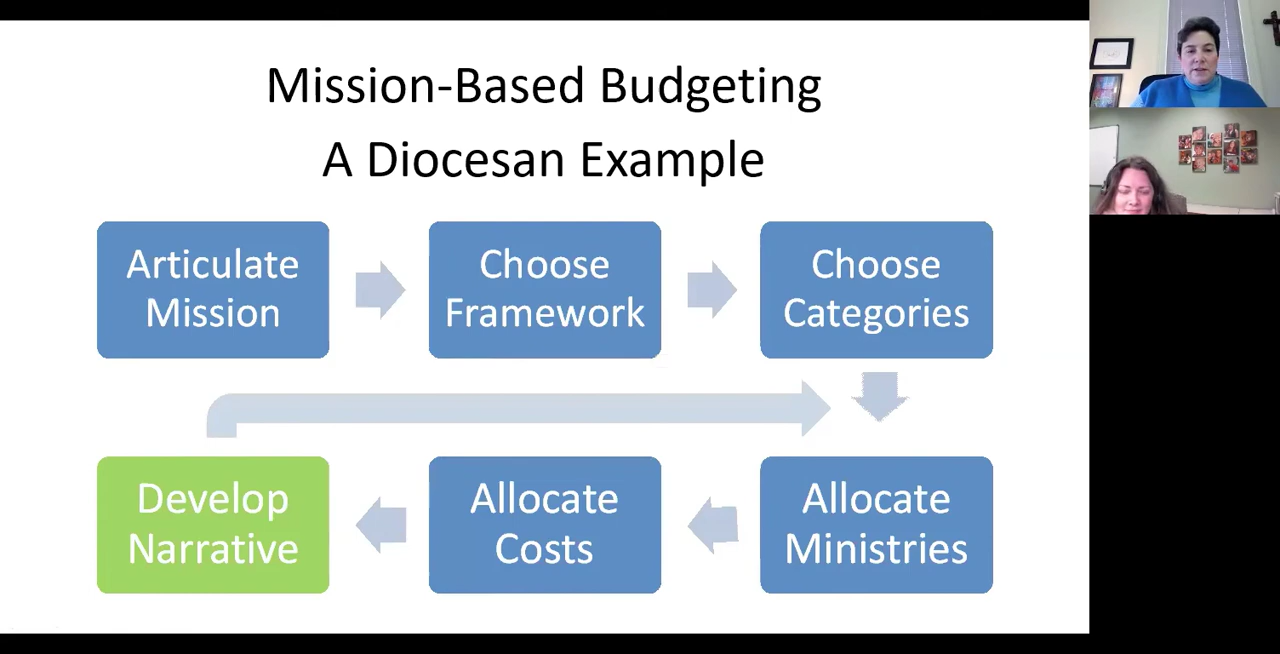 Mission-Based Budgeting
A Diocesan Example
Articulate
Mission
Choose
Framework
Choose
Categories
Develop
Narrative
Allocate
Costs
Allocate
Ministries